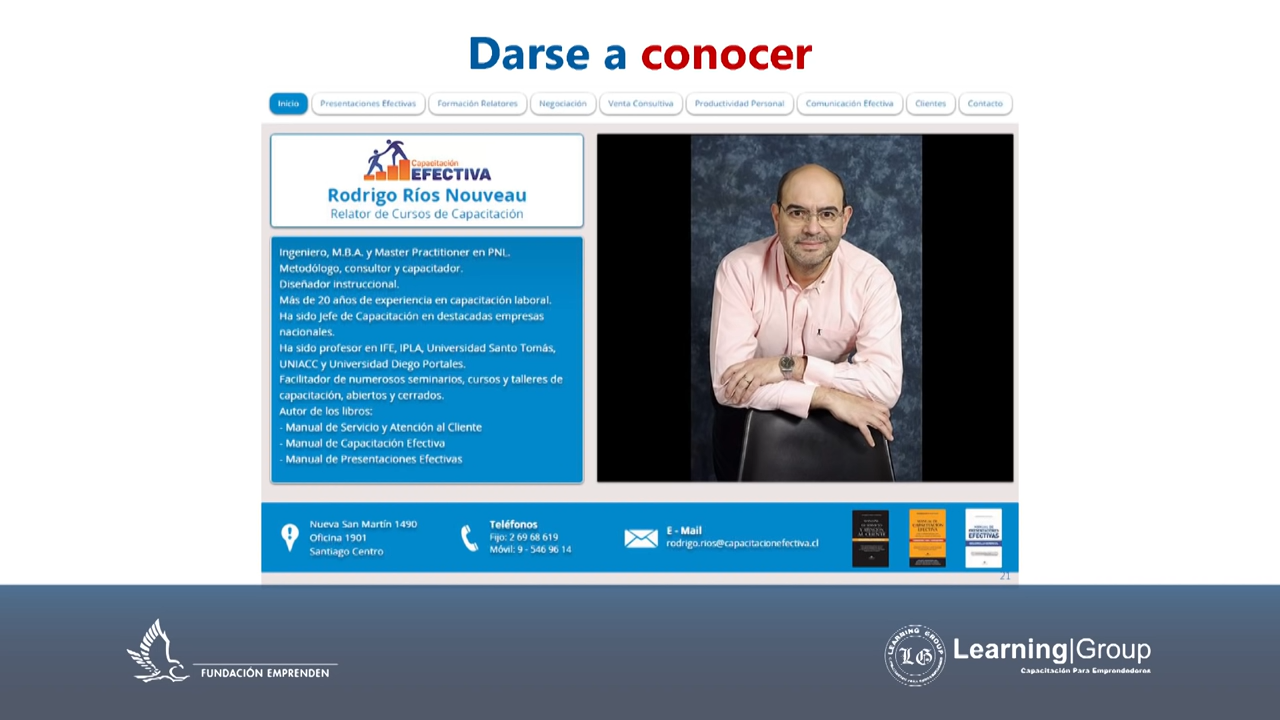 Darse a conocer
Inicio
Presentaciones Efectivas
Formación Relatores
Negociación
Venta Consultiva
Productividad Personal
Comunicación Efectiva
Clientes
Contacto
Capacitación
EFECTIVA
Rodrigo Ríos Nouveau
Relator de Cursos de Capacitación
Ingeniero, M.B.A. y Master Practitioner en PNL.
Metodólogo, consultor y capacitador.
Diseñador instruccional.
Más de 20 años de experiencia en capacitación laboral.
Ha sido Jefe de Capacitación en destacadas empresas
nacionales.
Ha sido profesor en IFE, IPLA, Universidad Santo Tomás,
UNIACC y Universidad Diego Portales.
Facilitador de numerosos seminarios, cursos y talleres de
capacitación, abiertos y cerrados.
Autor de los libros:
- Manual de Servicio y Atención al Cliente
- Manual de Capacitación Efectiva
- Manual de Presentaciones Efectivas
Nueva San Martín 1490
Oficina 1901
Santiago Centro
Teléfonos
Fijo: 2 69 68 619
Móvil: 9 - 546 96 14
E - Mail
rodrigo.rios@capacitacionefectiva.cl
21
FUNDACIÓN EMPRENDEN
LEARNING GROUP
LG
Learning|Group
Capacitación Para Emprendedores